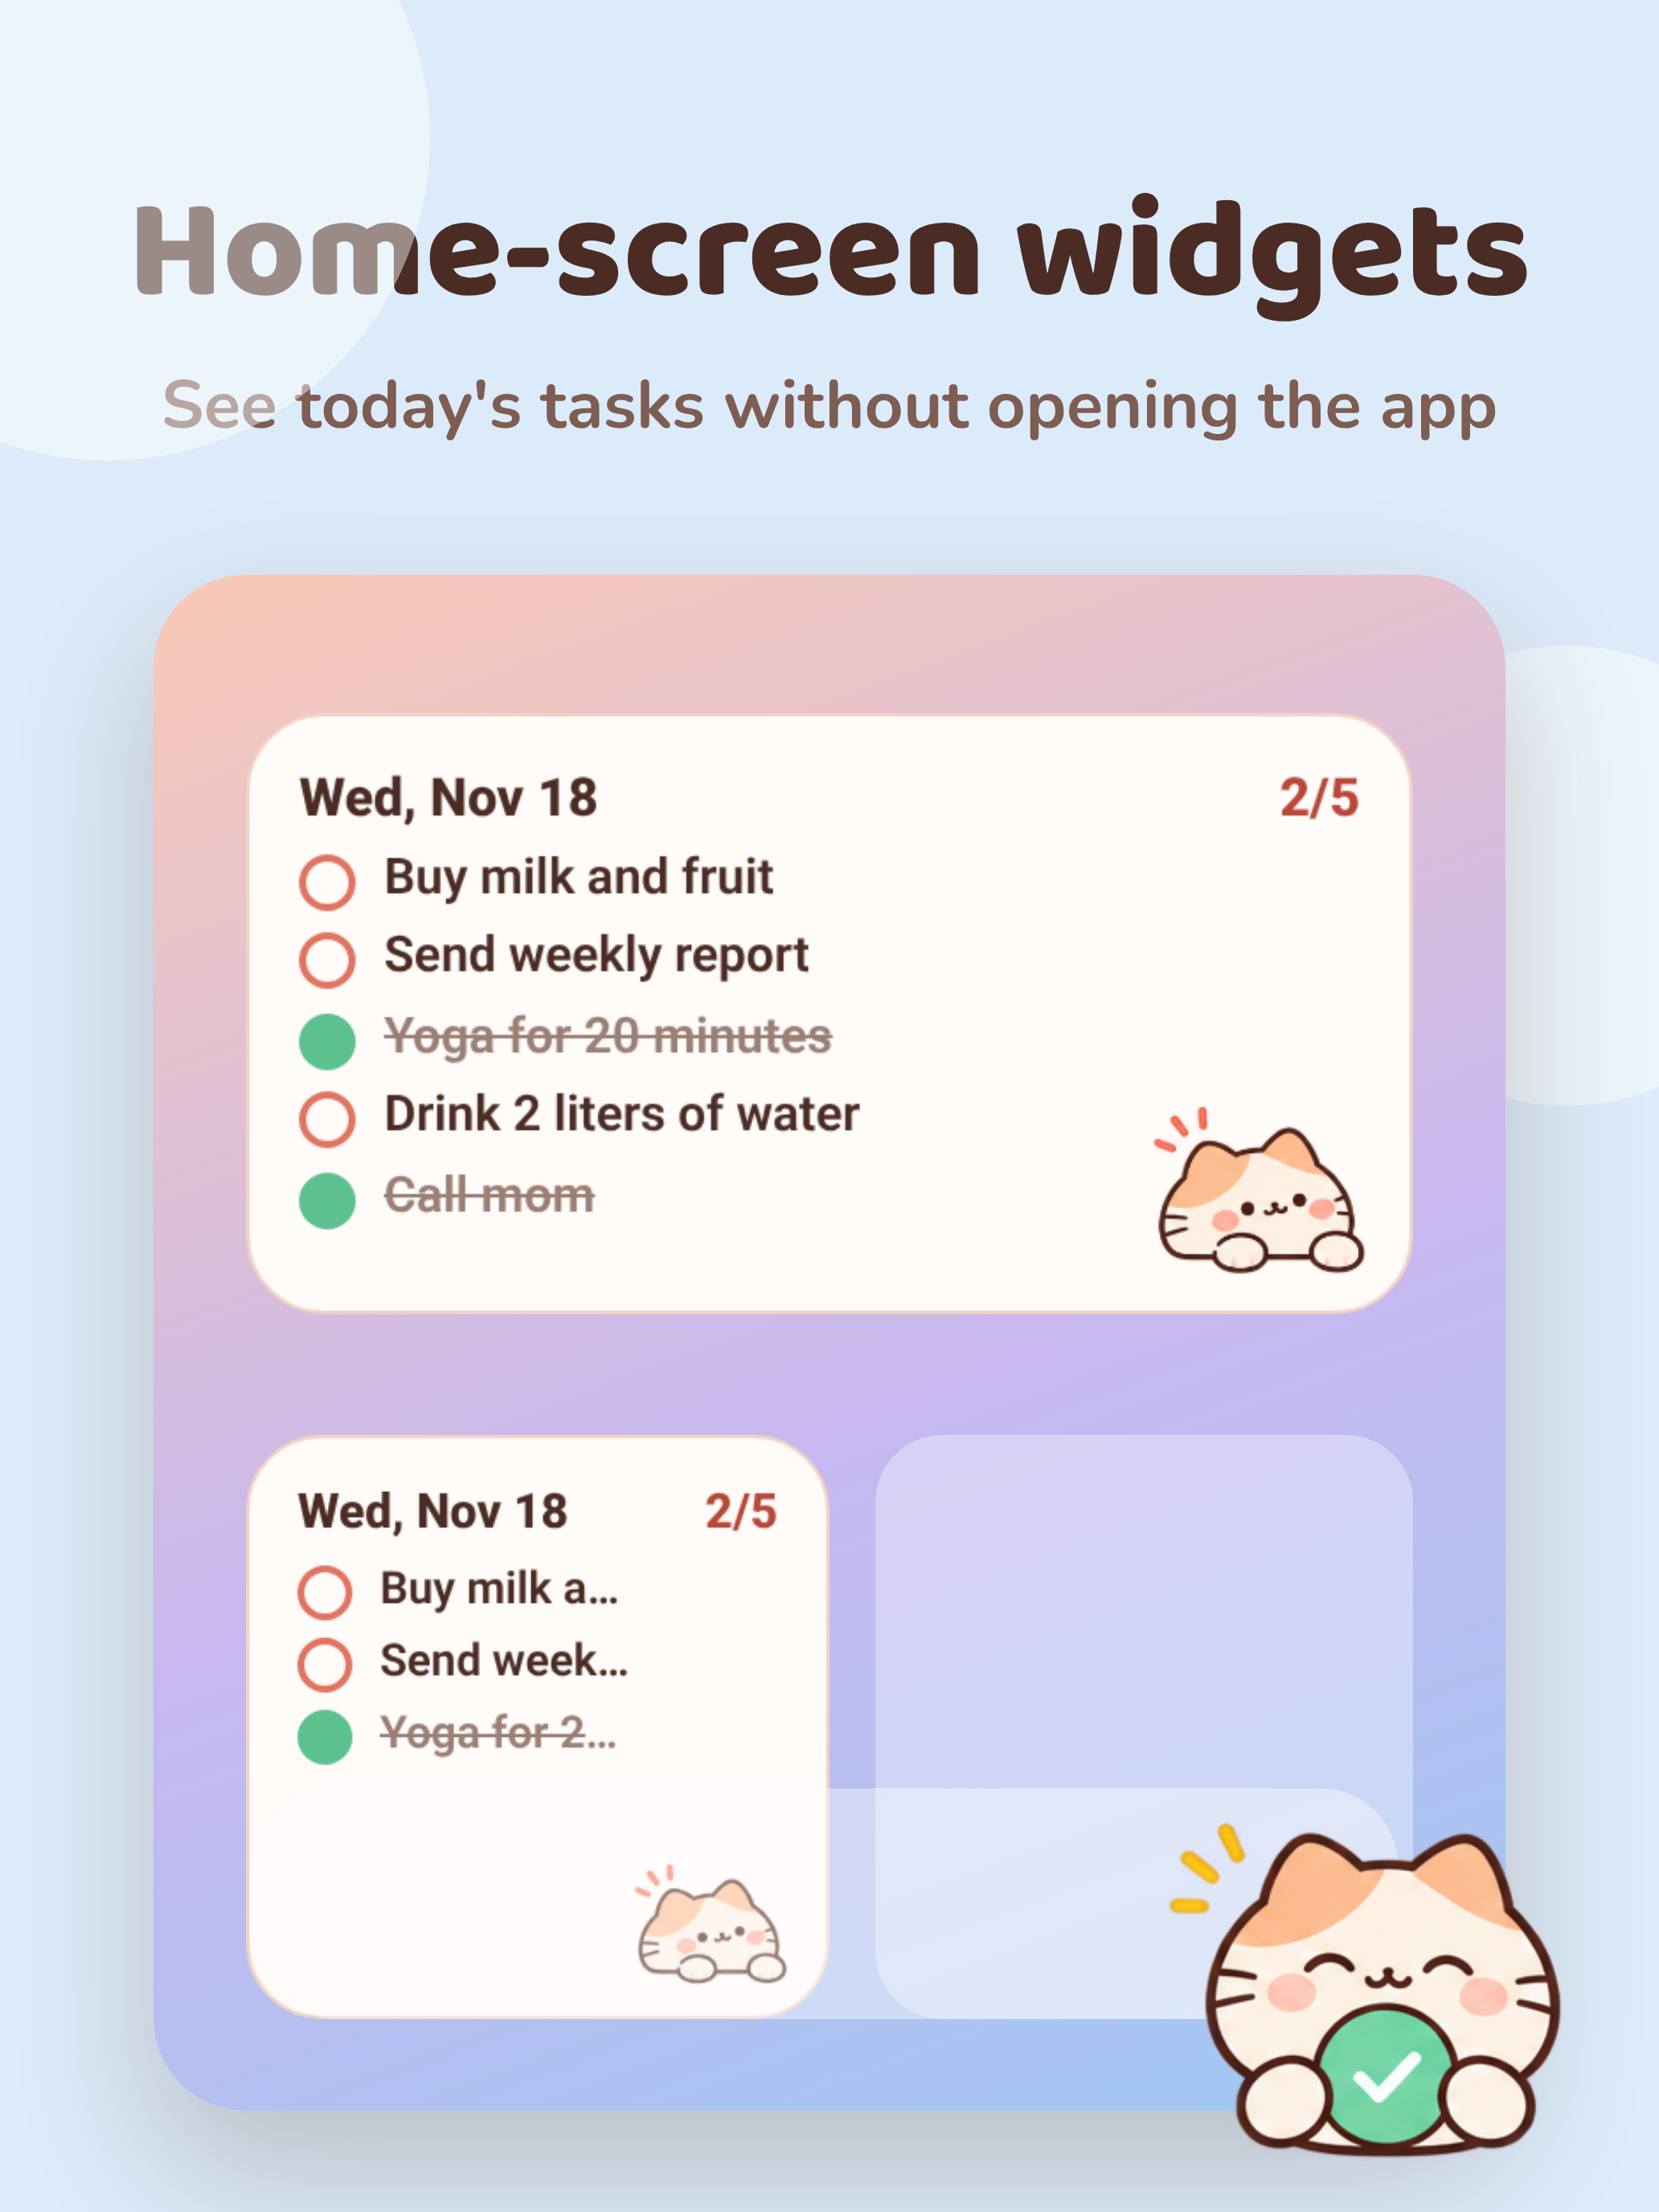 Home-screen widgets
See today's tasks without opening the app
Wed, Nov 18 2/5
Buy milk and fruit
Send weekly report
Yoga for 20 minutes
Drink 2 liters of water
Call mom
Wed, Nov 18 2/5
Buy milk a...
Send week...
Yoga for 2...